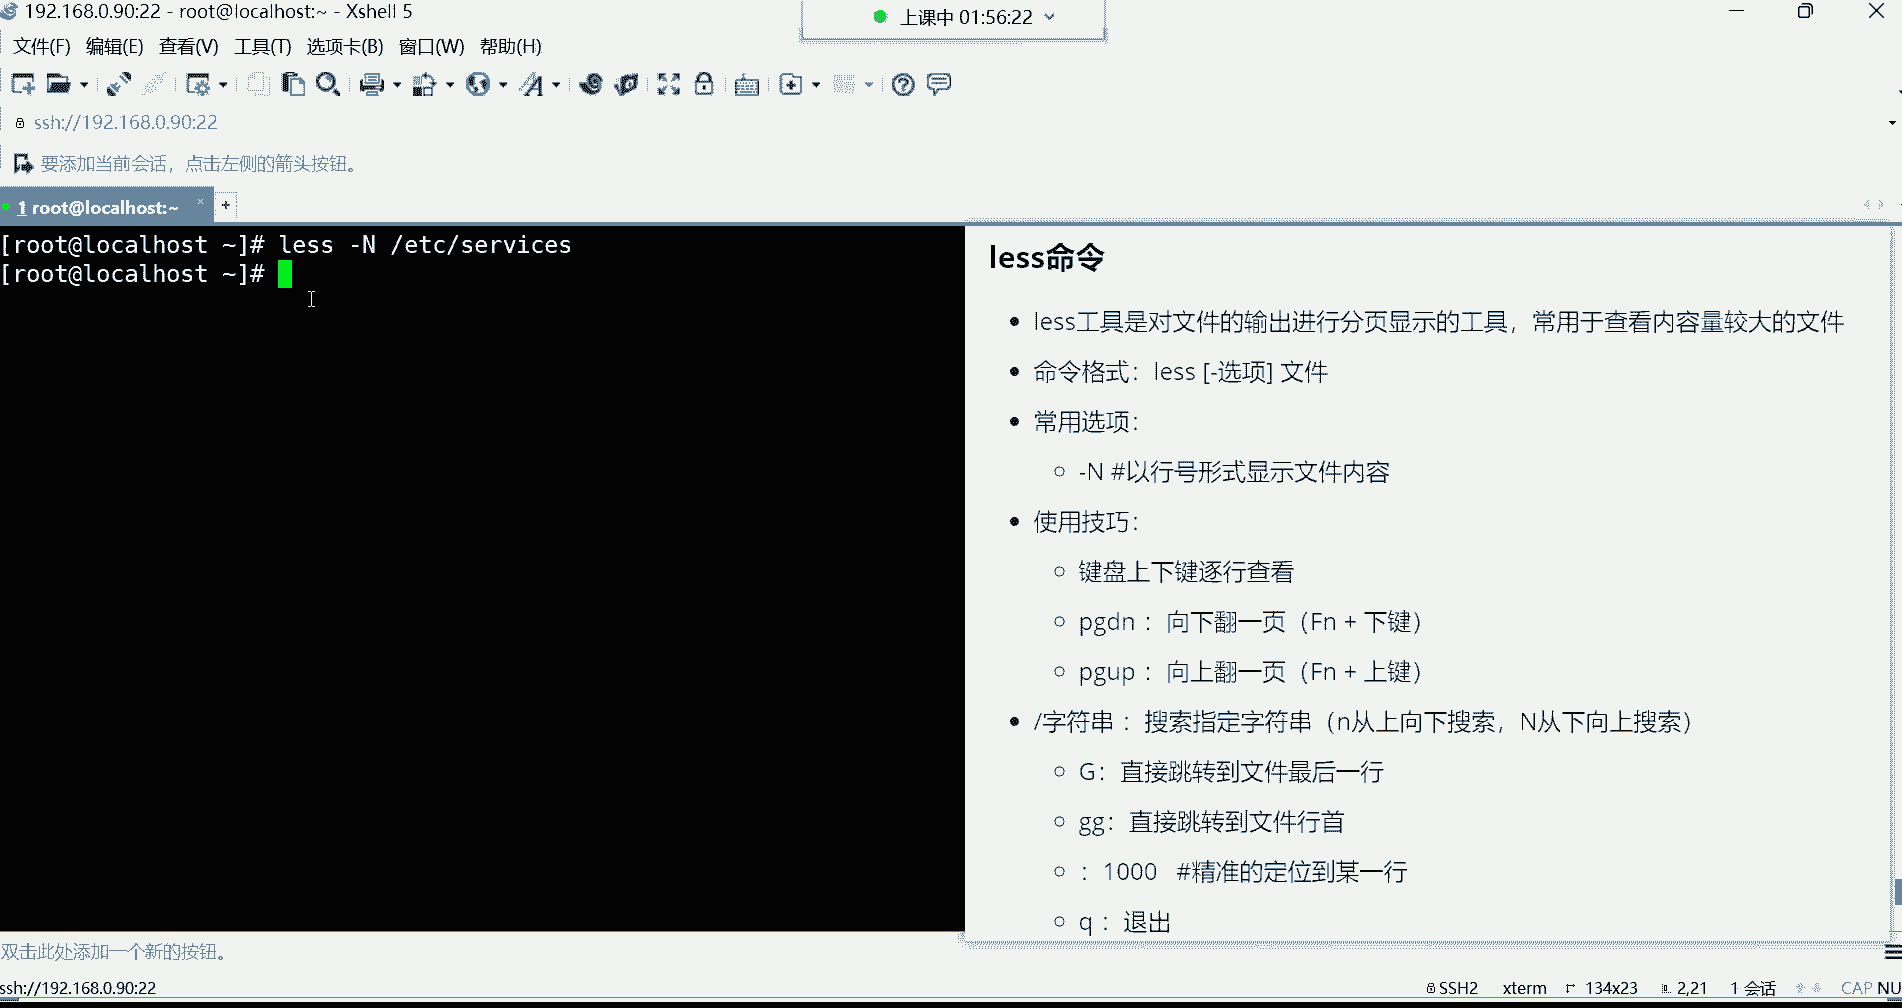 192.168.0.90:22 - root@localhost:~ - Xshell 5
上课中 01:56:22
文件(F) 编辑(E) 查看(V) 工具(T) 选项卡(B) 窗口(W) 帮助(H)
ssh://192.168.0.90:22
要添加当前会话，点击左侧的箭头按钮。
1 root@localhost:~
[root@localhost ~]# less -N /etc/services
[root@localhost ~]#
less命令
less工具是对文件的输出进行分页显示的工具，常用于查看内容量较大的文件
命令格式：less [-选项] 文件
常用选项：
-N #以行号形式显示文件内容
使用技巧：
键盘上下键逐行查看
pgdn ：向下翻一页（Fn + 下键）
pgup ：向上翻一页（Fn + 上键）
/字符串 ：搜索指定字符串（n从上向下搜索，N从下向上搜索）
G：直接跳转到文件最后一行
gg：直接跳转到文件行首
：1000 #精准的定位到某一行
q ：退出
双击此处添加一个新的按钮。
ssh://192.168.0.90:22
SSH2 xterm 134x23 2,21 1 会话 CAP NU